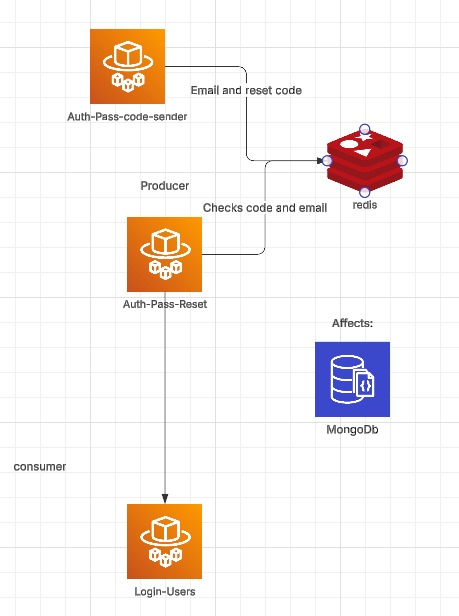 Email and reset code
Auth-Pass-code-sender
Producer
redis
Checks code and email
Auth-Pass-Reset
Affects:
{}
MongoDb
consumer
Login-Users